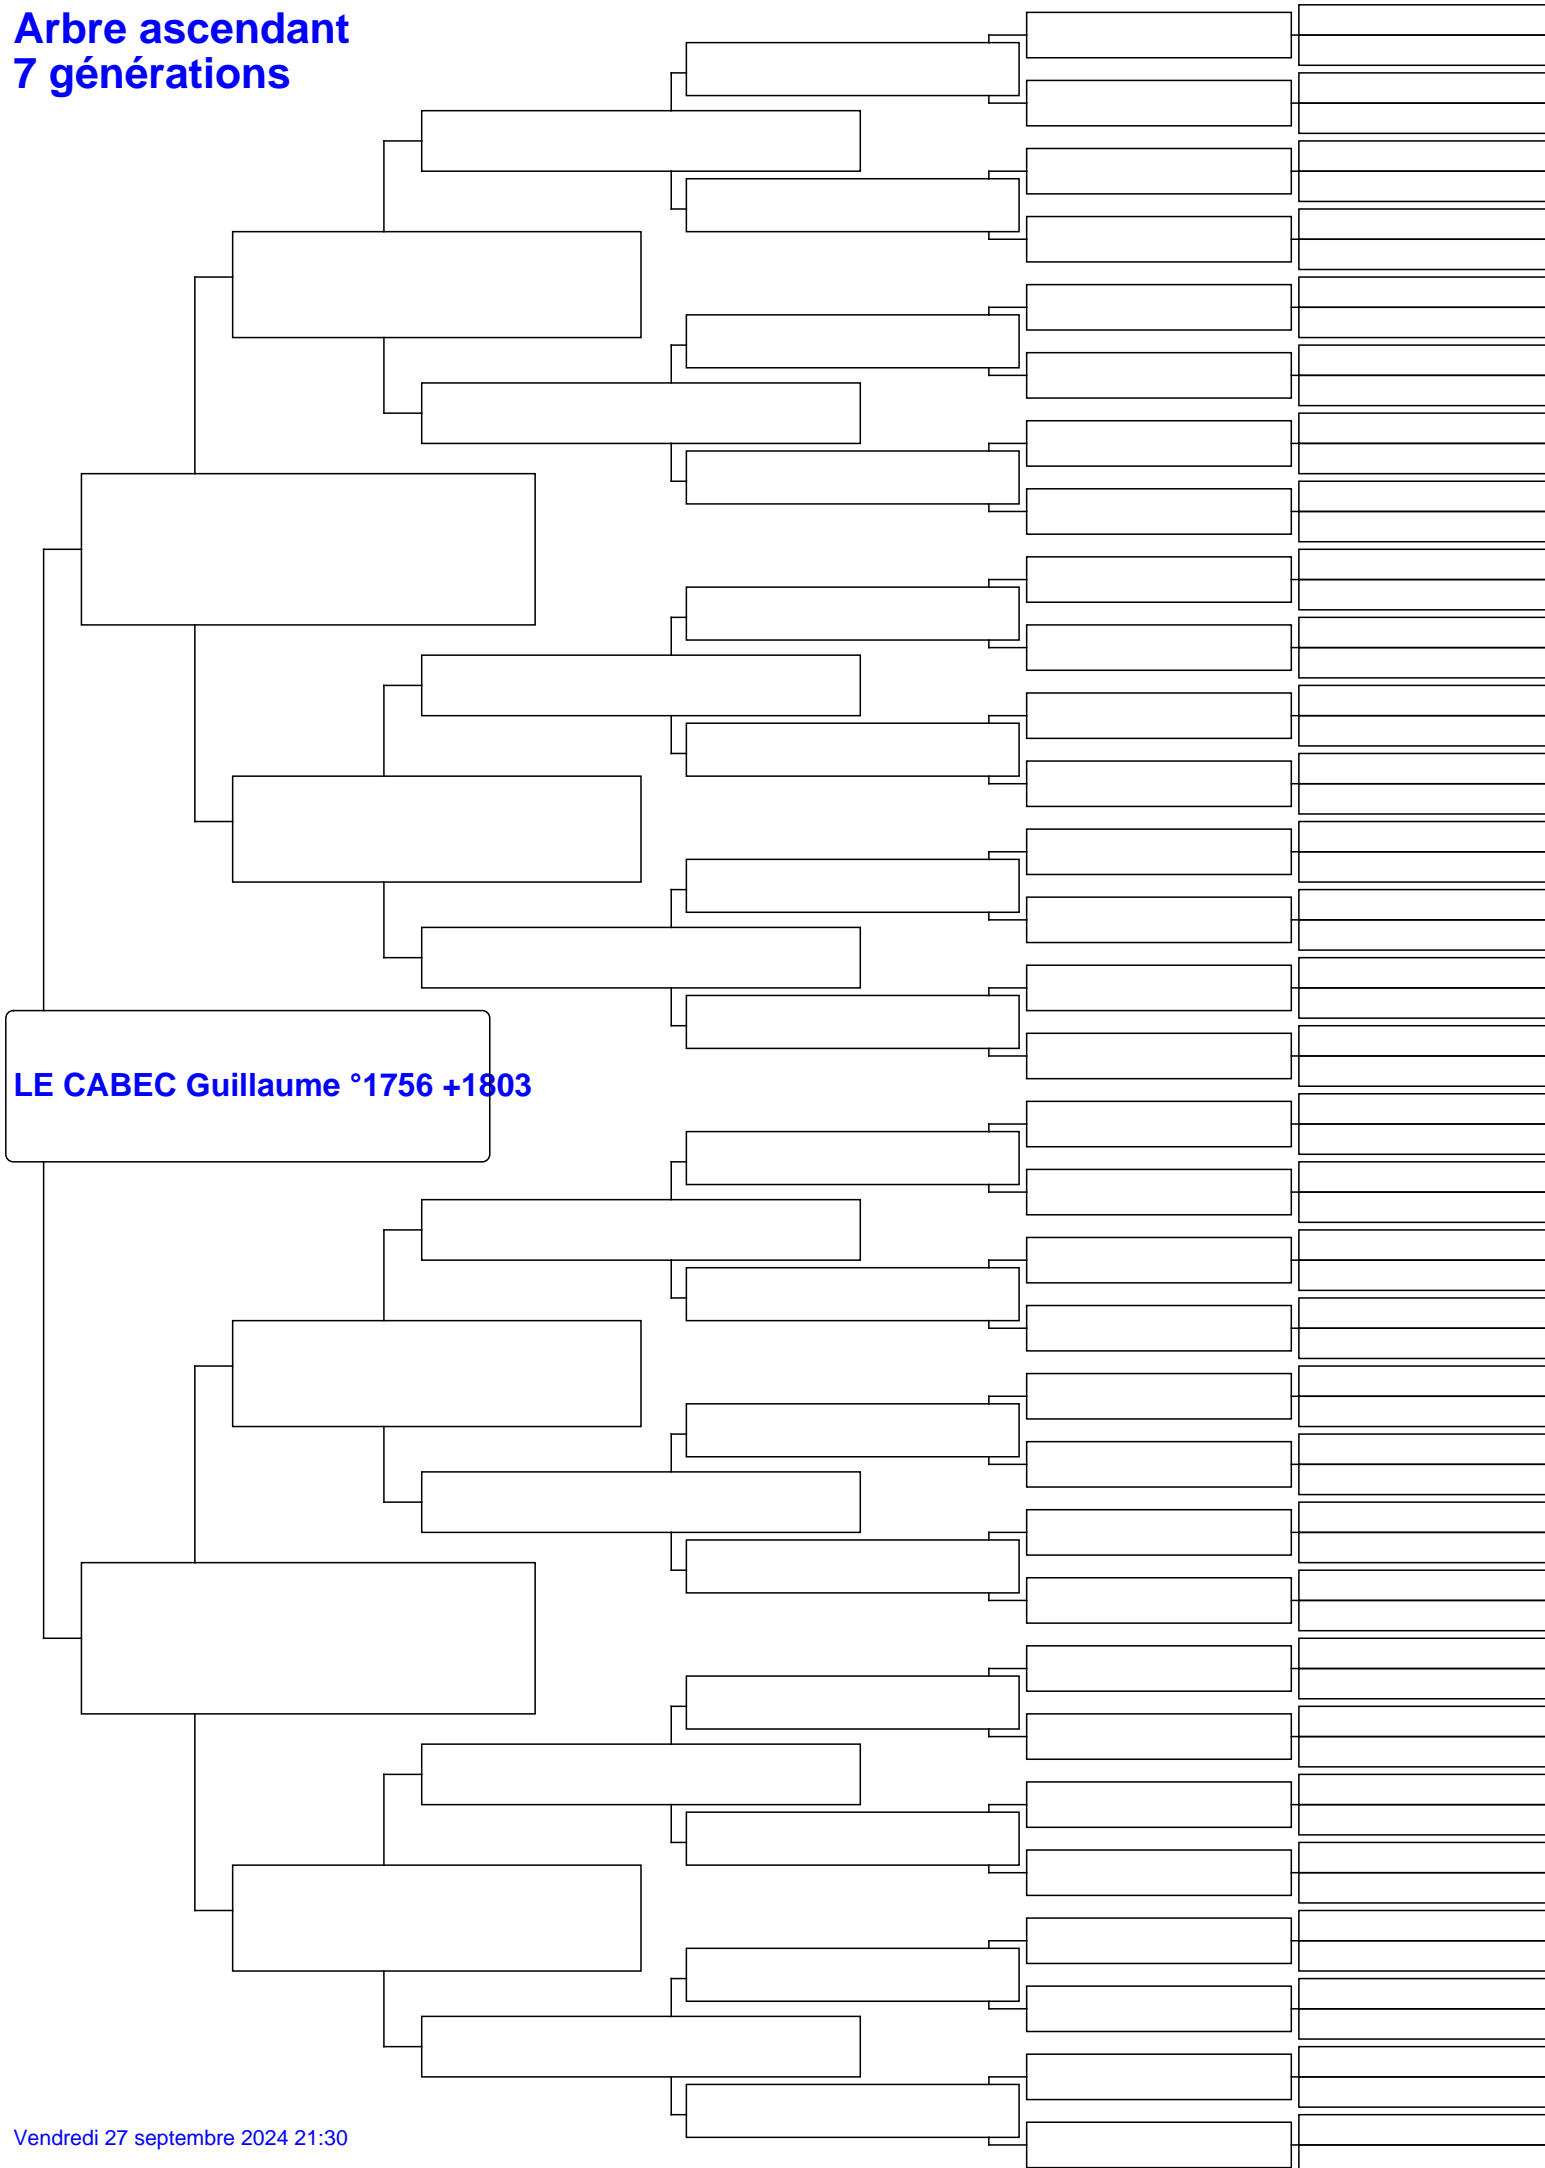 Arbre ascendant
7 générations
LE CABEC Guillaume °1756 +1803
Vendredi 27 septembre 2024 21:30